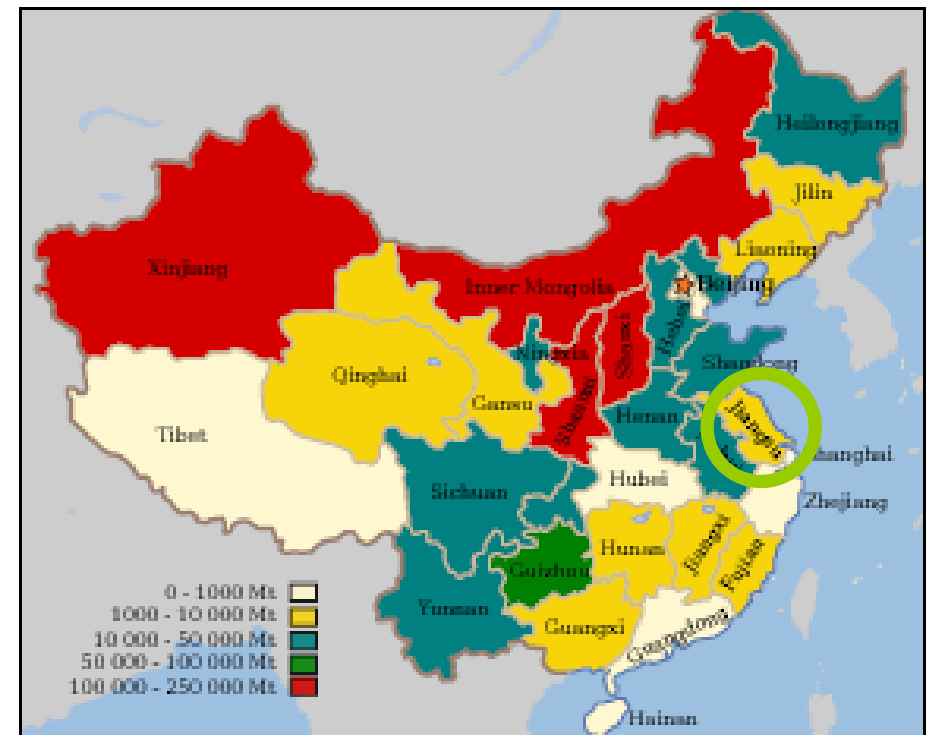 Heilongjiang
Jilin
Liaoning
Xinjiang
Inner Mongolia
Beijing
Hebei
Shanxi
Ningxia
Shandong
Qinghai
Gansu
Shaanxi
Henan
Jiangsu
Tibet
Shanghai
Hubei
Sichuan
Zhejiang
Hunan
Jiangxi
Fujian
Guizhou
Yunnan
Guangxi
Guangdong
Hainan
0 - 1000 Mt
1000 - 10 000 Mt
10 000 - 50 000 Mt
50 000 - 100 000 Mt
100 000 - 250 000 Mt